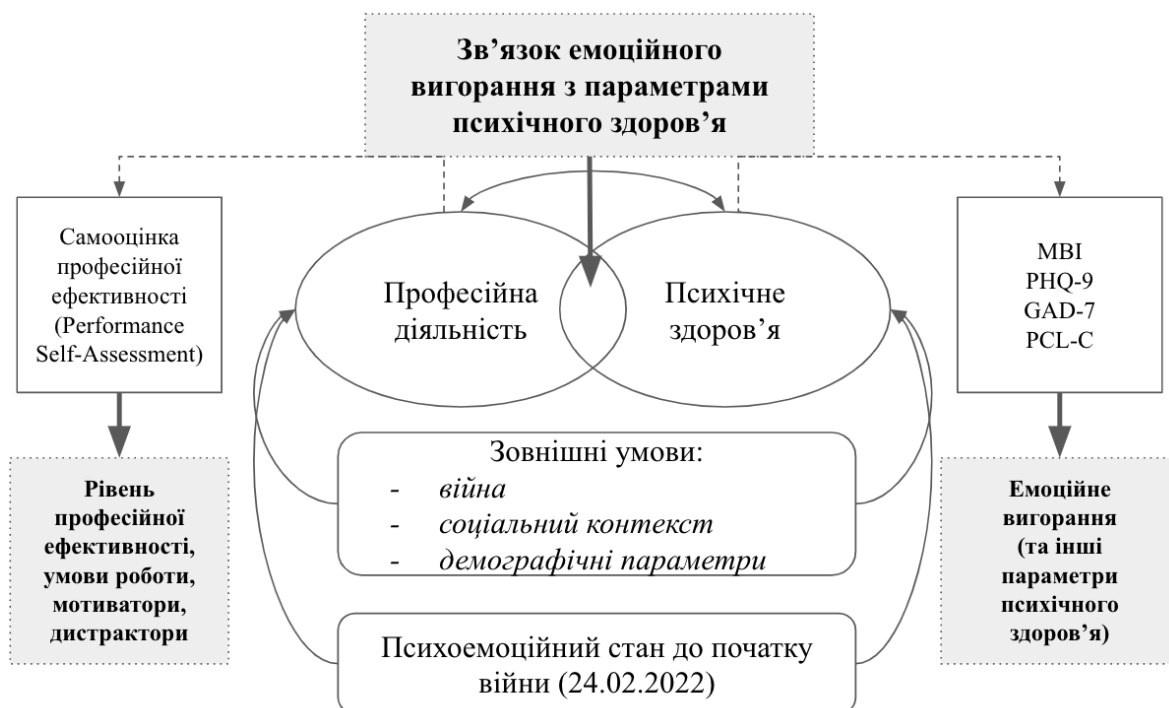 Зв’язок емоційного
вигорання з параметрами
психічного здоров’я
Самооцінка
професійної
ефективності
(Performance
Self-Assessment)
Професійна
діяльність
Психічне
здоров’я
MBI
PHQ-9
GAD-7
PCL-C
Зовнішні умови:
- війна
- соціальний контекст
- демографічні параметри
Рівень
професійної
ефективності,
умови роботи,
мотиватори,
дистрактори
Емоційне
вигорання
(та інші
параметри
психічного
здоров’я)
Психоемоційний стан до початку
війни (24.02.2022)